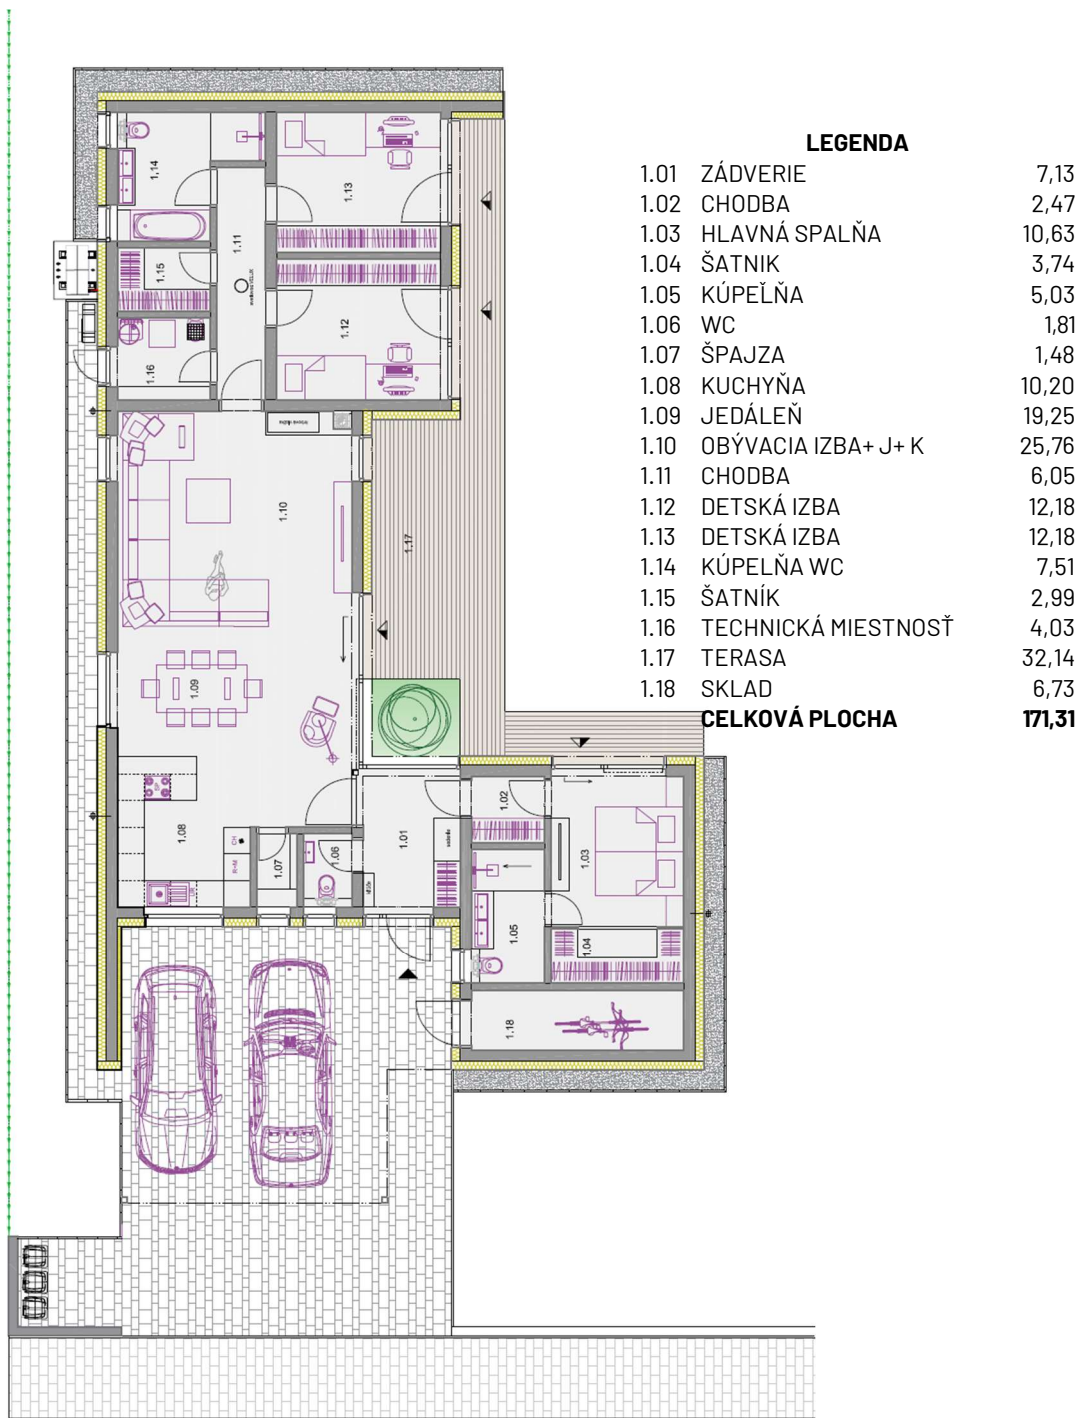 LEGENDA
1.01 ZÁDVERIE 7,13
1.02 CHODBA 2,47
1.03 HLAVNÁ SPALŇA 10,63
1.04 ŠATNIK 3,74
1.05 KÚPEĽŇA 5,03
1.06 WC 1,81
1.07 ŠPAJZA 1,48
1.08 KUCHYŇA 10,20
1.09 JEDÁLEŇ 19,25
1.10 OBÝVACIA IZBA+ J+ K 25,76
1.11 CHODBA 6,05
1.12 DETSKÁ IZBA 12,18
1.13 DETSKÁ IZBA 12,18
1.14 KÚPELŇA WC 7,51
1.15 ŠATNÍK 2,99
1.16 TECHNICKÁ MIESTNOSŤ 4,03
1.17 TERASA 32,14
1.18 SKLAD 6,73
CELKOVÁ PLOCHA 171,31
1,14
1.13
1.11
1.15
1.12
1.16
1.10
1.17
1.09
1.02
1.08
CH
R+M
1.07
1.06
1.01
1.03
1.05
1.04
UR
1.18